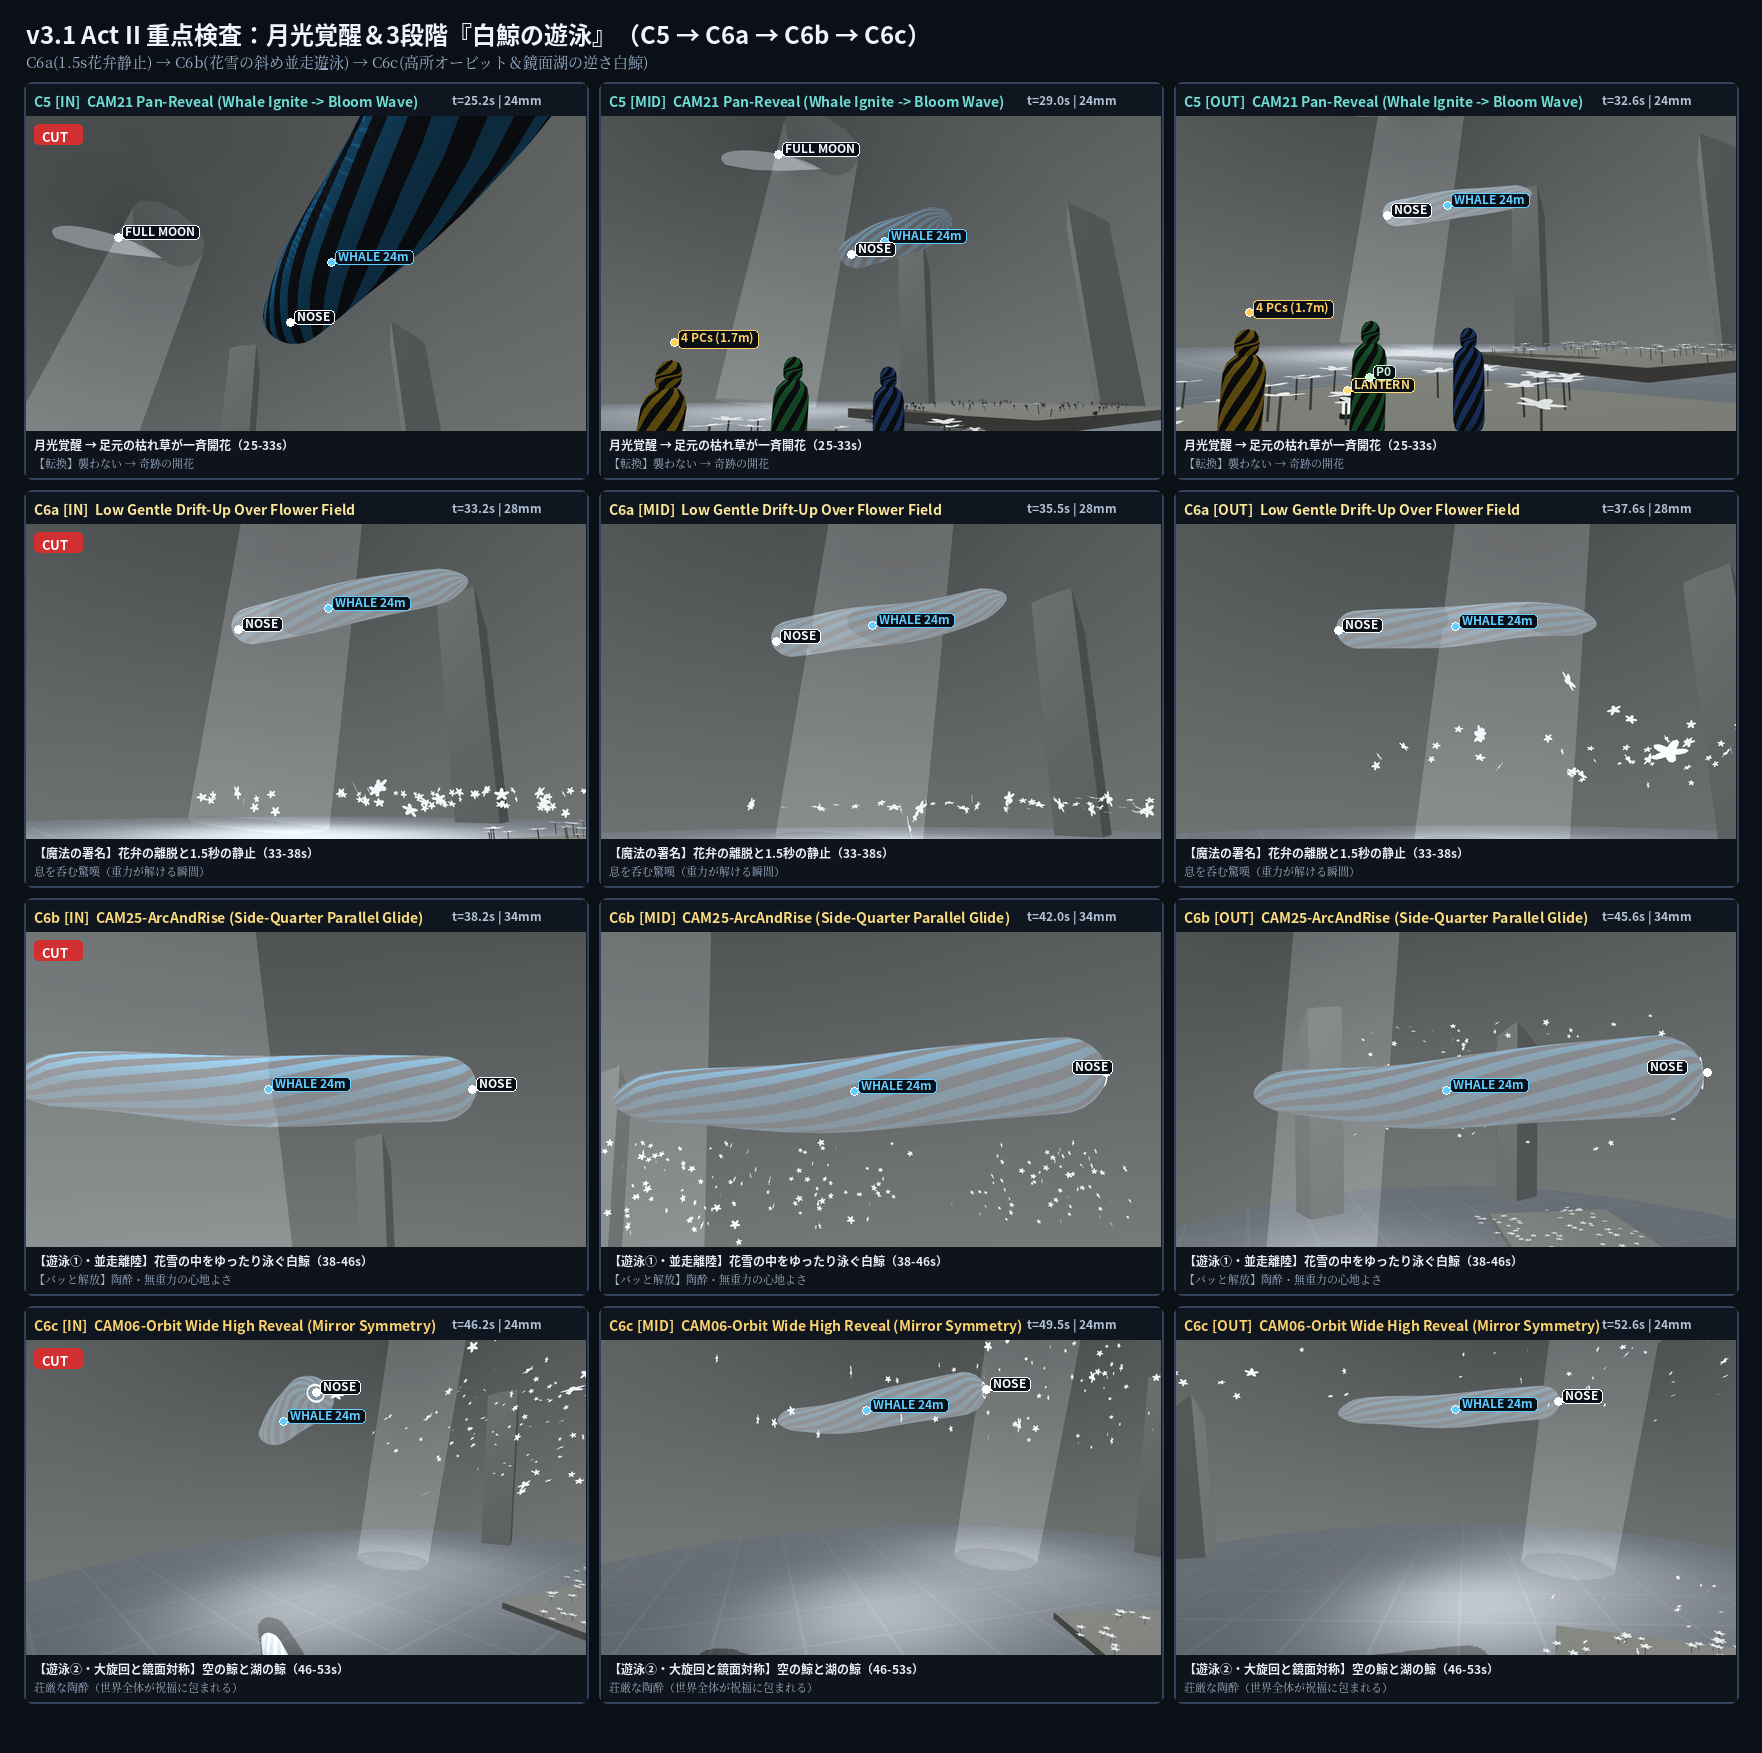 v3.1 Act II 重点検査：月光覚醒＆3段階『白鯨の遊泳』（C5 → C6a → C6b → C6c）
C6a(1.5s花弁静止) → C6b(花雪の斜め並走遊泳) → C6c(高所オービット＆鏡面湖の逆さ白鯨)
C5 [IN] CAM21 Pan-Reveal (Whale Ignite -> Bloom Wave) t=25.2s | 24mm
CUT
FULL MOON
WHALE 24m
NOSE
月光覚醒 → 足元の枯れ草が一斉開花（25-33s）
【転換】襲わない → 奇跡の開花
C5 [MID] CAM21 Pan-Reveal (Whale Ignite -> Bloom Wave) t=29.0s | 24mm
FULL MOON
WHALE 24m
NOSE
4 PCs (1.7m)
月光覚醒 → 足元の枯れ草が一斉開花（25-33s）
【転換】襲わない → 奇跡の開花
C5 [OUT] CAM21 Pan-Reveal (Whale Ignite -> Bloom Wave) t=32.6s | 24mm
WHALE 24m
NOSE
4 PCs (1.7m)
P0
LANTERN
月光覚醒 → 足元の枯れ草が一斉開花（25-33s）
【転換】襲わない → 奇跡の開花
C6a [IN] Low Gentle Drift-Up Over Flower Field t=33.2s | 28mm
CUT
WHALE 24m
NOSE
【魔法の署名】花弁の離脱と1.5秒の静止（33-38s）
息を呑む驚嘆（重力が解ける瞬間）
C6a [MID] Low Gentle Drift-Up Over Flower Field t=35.5s | 28mm
WHALE 24m
NOSE
【魔法の署名】花弁の離脱と1.5秒の静止（33-38s）
息を呑む驚嘆（重力が解ける瞬間）
C6a [OUT] Low Gentle Drift-Up Over Flower Field t=37.6s | 28mm
WHALE 24m
NOSE
【魔法の署名】花弁の離脱と1.5秒の静止（33-38s）
息を呑む驚嘆（重力が解ける瞬間）
C6b [IN] CAM25-ArcAndRise (Side-Quarter Parallel Glide) t=38.2s | 34mm
CUT
WHALE 24m
NOSE
【遊泳①・並走離陸】花雪の中をゆったり泳ぐ白鯨（38-46s）
【パッと解放】陶酔・無重力の心地よさ
C6b [MID] CAM25-ArcAndRise (Side-Quarter Parallel Glide) t=42.0s | 34mm
NOSE
WHALE 24m
【遊泳①・並走離陸】花雪の中をゆったり泳ぐ白鯨（38-46s）
【パッと解放】陶酔・無重力の心地よさ
C6b [OUT] CAM25-ArcAndRise (Side-Quarter Parallel Glide) t=45.6s | 34mm
NOSE
WHALE 24m
【遊泳①・並走離陸】花雪の中をゆったり泳ぐ白鯨（38-46s）
【パッと解放】陶酔・無重力の心地よさ
C6c [IN] CAM06-Orbit Wide High Reveal (Mirror Symmetry) t=46.2s | 24mm
CUT
NOSE
WHALE 24m
【遊泳②・大旋回と鏡面対称】空の鯨と湖の鯨（46-53s）
荘厳な陶酔（世界全体が祝福に包まれる）
C6c [MID] CAM06-Orbit Wide High Reveal (Mirror Symmetry) t=49.5s | 24mm
NOSE
WHALE 24m
【遊泳②・大旋回と鏡面対称】空の鯨と湖の鯨（46-53s）
荘厳な陶酔（世界全体が祝福に包まれる）
C6c [OUT] CAM06-Orbit Wide High Reveal (Mirror Symmetry) t=52.6s | 24mm
NOSE
WHALE 24m
【遊泳②・大旋回と鏡面対称】空の鯨と湖の鯨（46-53s）
荘厳な陶酔（世界全体が祝福に包まれる）